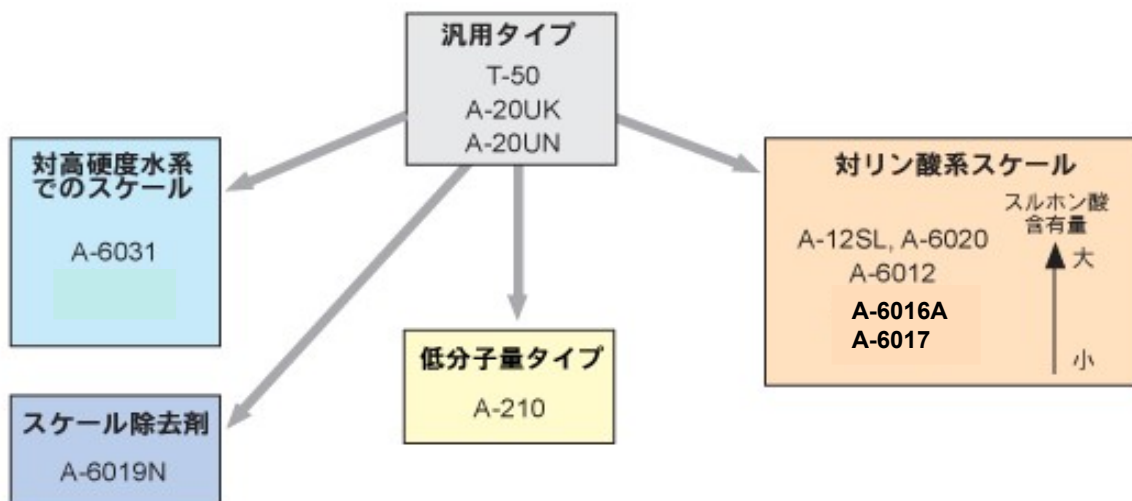 汎用タイプ
T-50
A-20UK
A-20UN
対高硬度水系
でのスケール
A-6031
対リン酸系スケール
スルホン酸
含有量
A-12SL, A-6020
大
A-6012
A-6016A
A-6017
小
低分子量タイプ
A-210
スケール除去剤
A-6019N